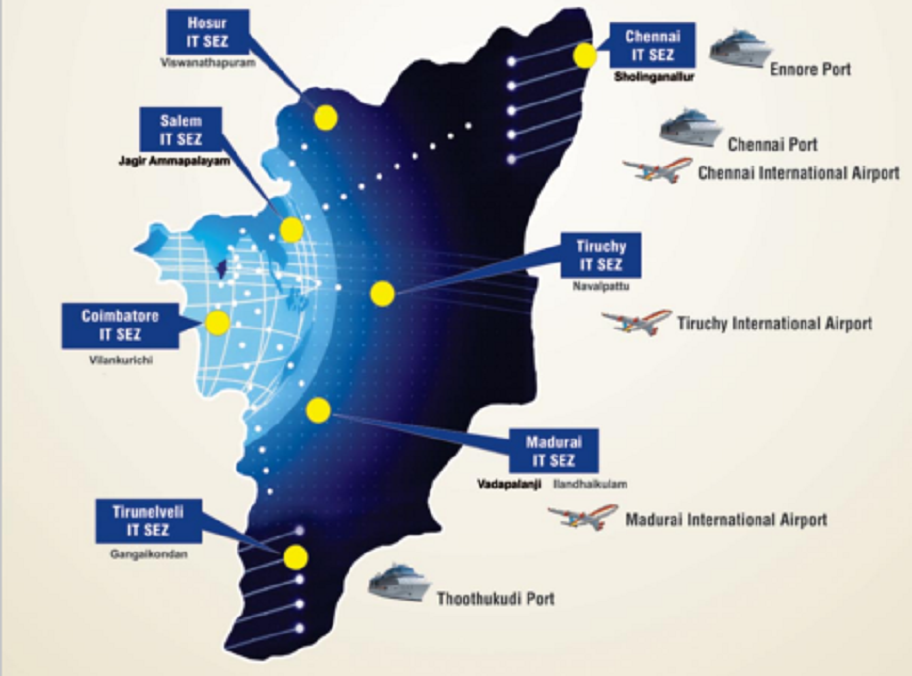 Hosur
IT SEZ
Viswanathapuram
Chennai
IT SEZ
Sholinganallur
Ennore Port
Salem
IT SEZ
Jagir Ammapalayam
Chennai Port
Chennai International Airport
Tiruchy
IT SEZ
Navalpattu
Coimbatore
IT SEZ
Vilankurichi
Tiruchy International Airport
Madurai
IT SEZ
Vadapalanji Ilandhaikulam
Tirunelveli
IT SEZ
Gangaikondan
Madurai International Airport
Thoothukudi Port